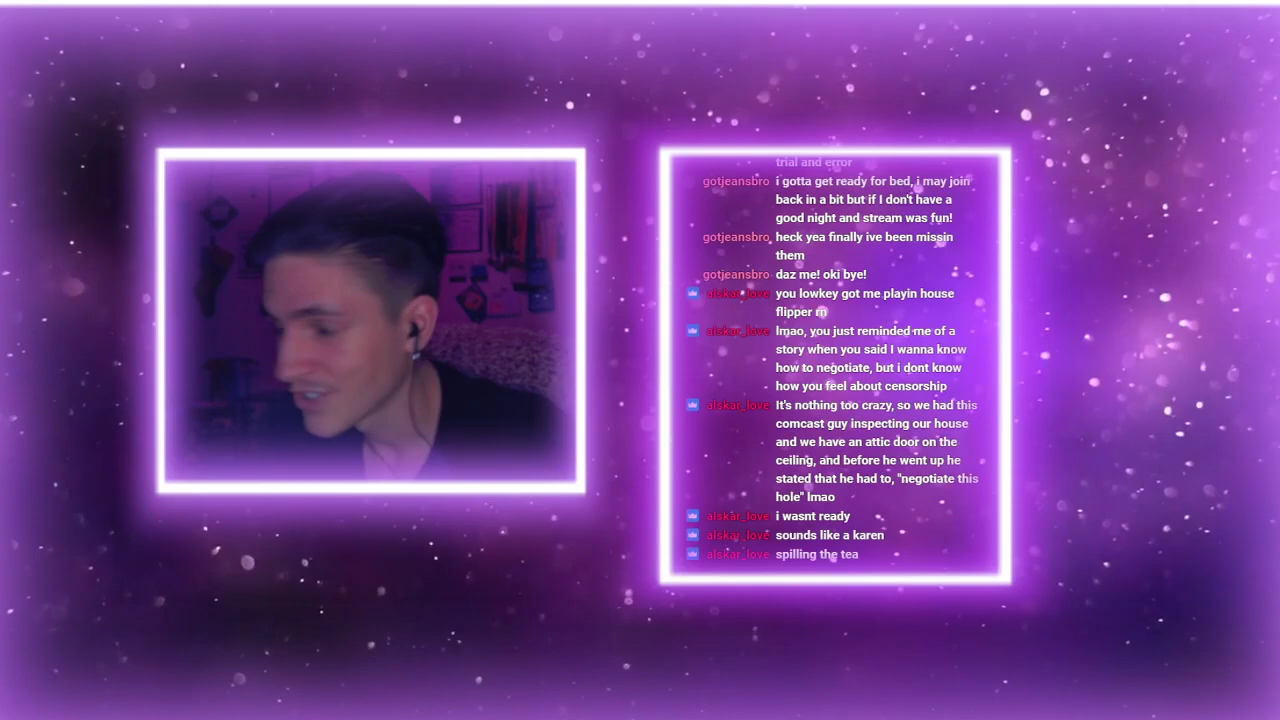 trial and error
gotjeansbro i gotta get ready for bed, i may join
back in a bit but if I don't have a
good night and stream was fun!
gotjeansbro heck yea finally ive been missin
them
gotjeansbro daz me! oki bye!
alskar_love you lowkey got me playin house
flipper rn
alskar_love lmao, you just reminded me of a
story when you said I wanna know
how to negotiate, but i dont know
how you feel about censorship
alskar_love It's nothing too crazy, so we had this
comcast guy inspecting our house
and we have an attic door on the
ceiling, and before he went up he
stated that he had to, "negotiate this
hole" lmao
alskar_love i wasnt ready
alskar_love sounds like a karen
alskar_love spilling the tea